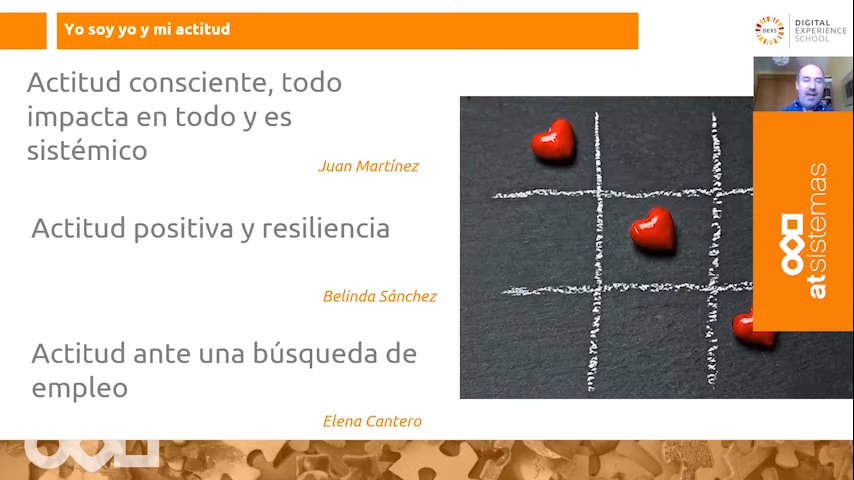 Yo soy yo y mi actitud
DEXS
DIGITAL
EXPERIENCE
SCHOOL
Actitud consciente, todo
impacta en todo y es
sistémico
Juan Martínez
Actitud positiva y resiliencia
Belinda Sánchez
Actitud ante una búsqueda de
empleo
Elena Cantero
atsistemas